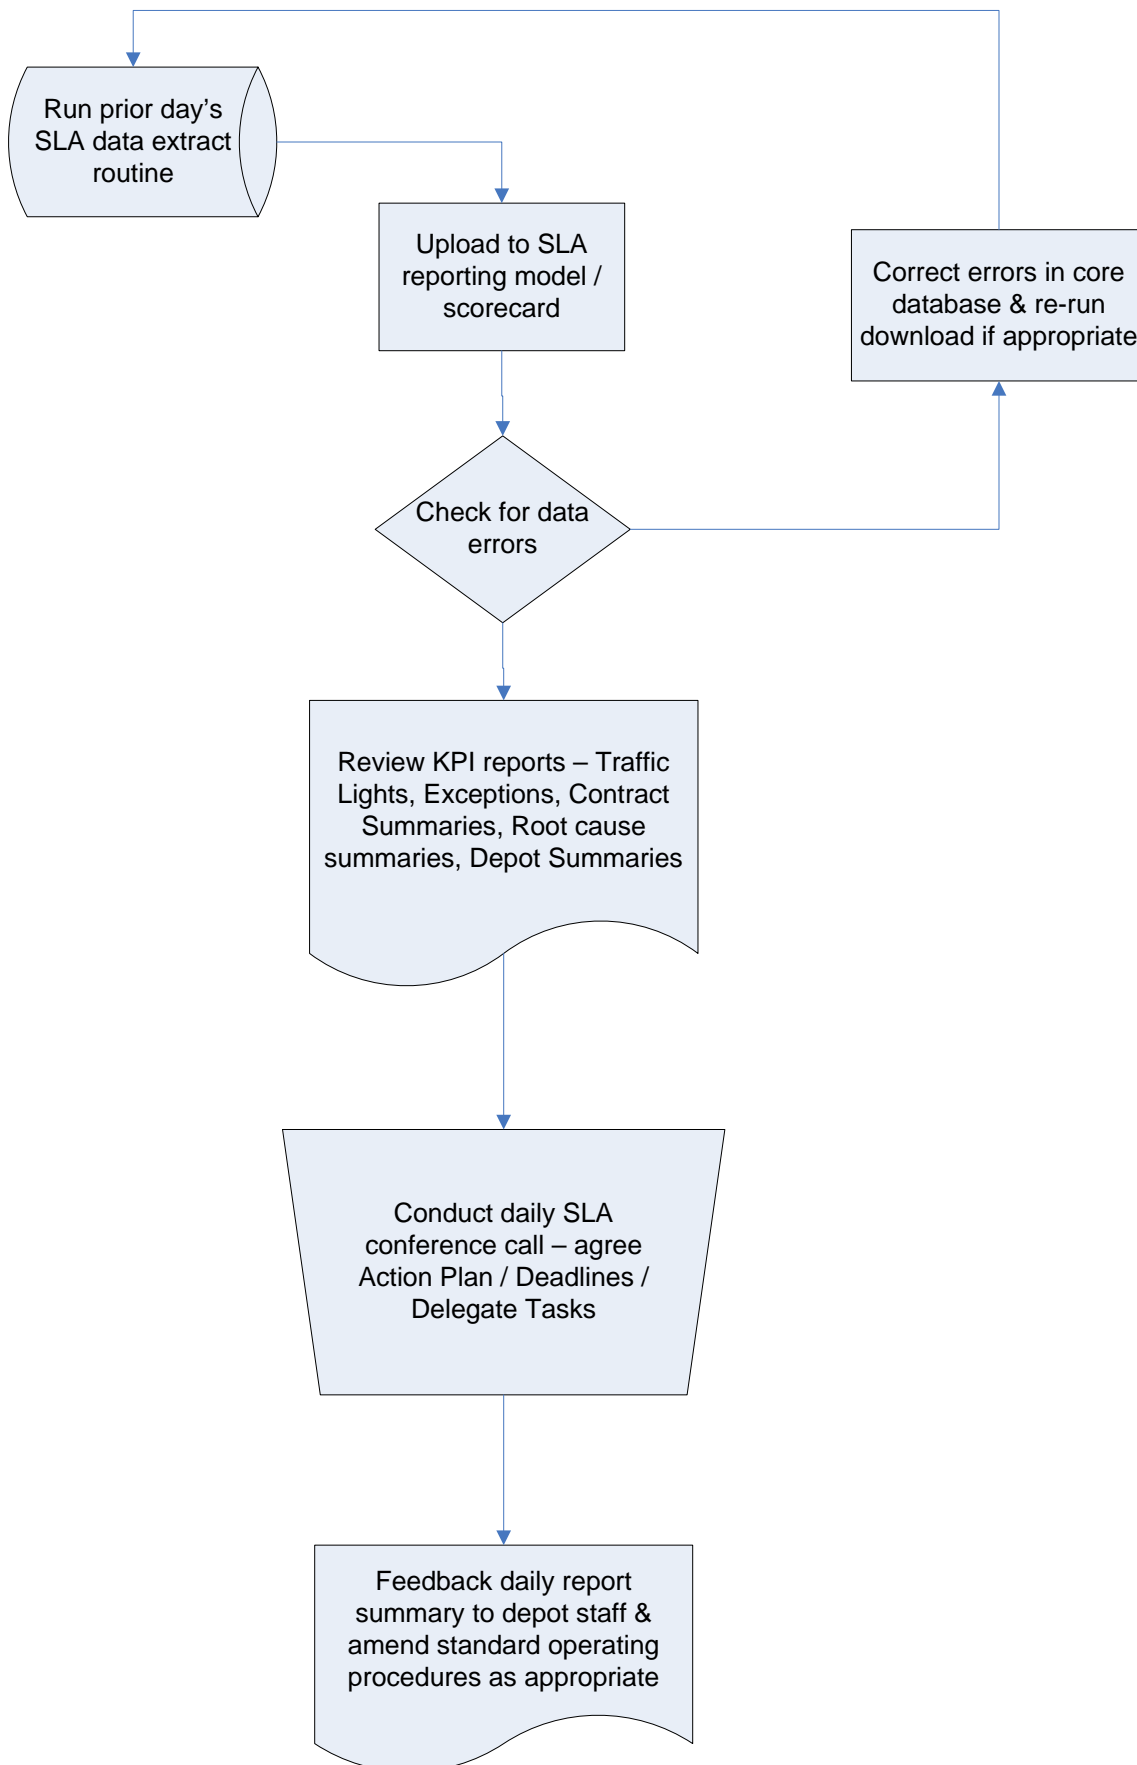 Run prior day’s
SLA data extract
routine
Upload to SLA
reporting model /
scorecard
Correct errors in core
database & re-run
download if appropriate
Check for data
errors
Review KPI reports – Traffic
Lights, Exceptions, Contract
Summaries, Root cause
summaries, Depot Summaries
Conduct daily SLA
conference call – agree
Action Plan / Deadlines /
Delegate Tasks
Feedback daily report
summary to depot staff &
amend standard operating
procedures as appropriate